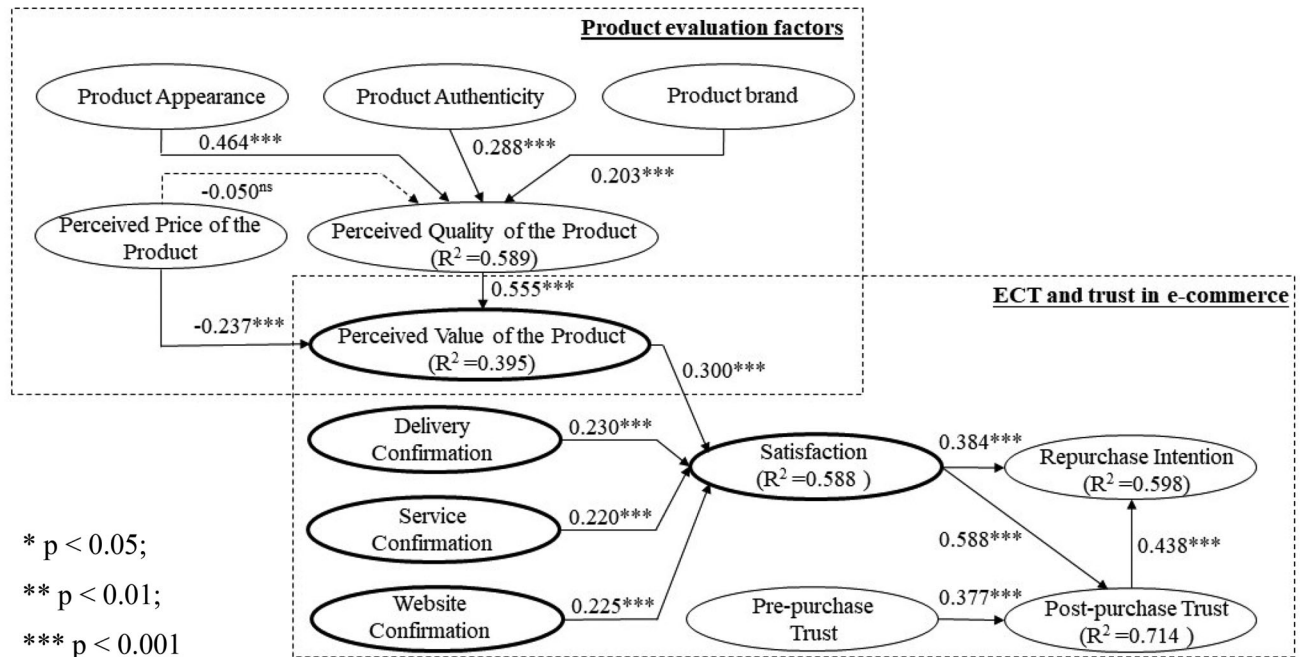 Product evaluation factors
Product Appearance
Product Authenticity
Product brand
0.464***
0.288***
0.203***
-0.050ns
Perceived Price of the
Product
Perceived Quality of the Product
(R² =0.589)
0.555***
ECT and trust in e-commerce
-0.237***
Perceived Value of the Product
(R² =0.395)
0.300***
Delivery
Confirmation
0.230***
Satisfaction
(R² =0.588 )
0.384***
Repurchase Intention
(R² =0.598)
Service
Confirmation
0.220***
0.588***
0.438***
Website
Confirmation
0.225***
Pre-purchase
Trust
0.377***
Post-purchase Trust
(R² =0.714 )
* p < 0.05;
** p < 0.01;
*** p < 0.001